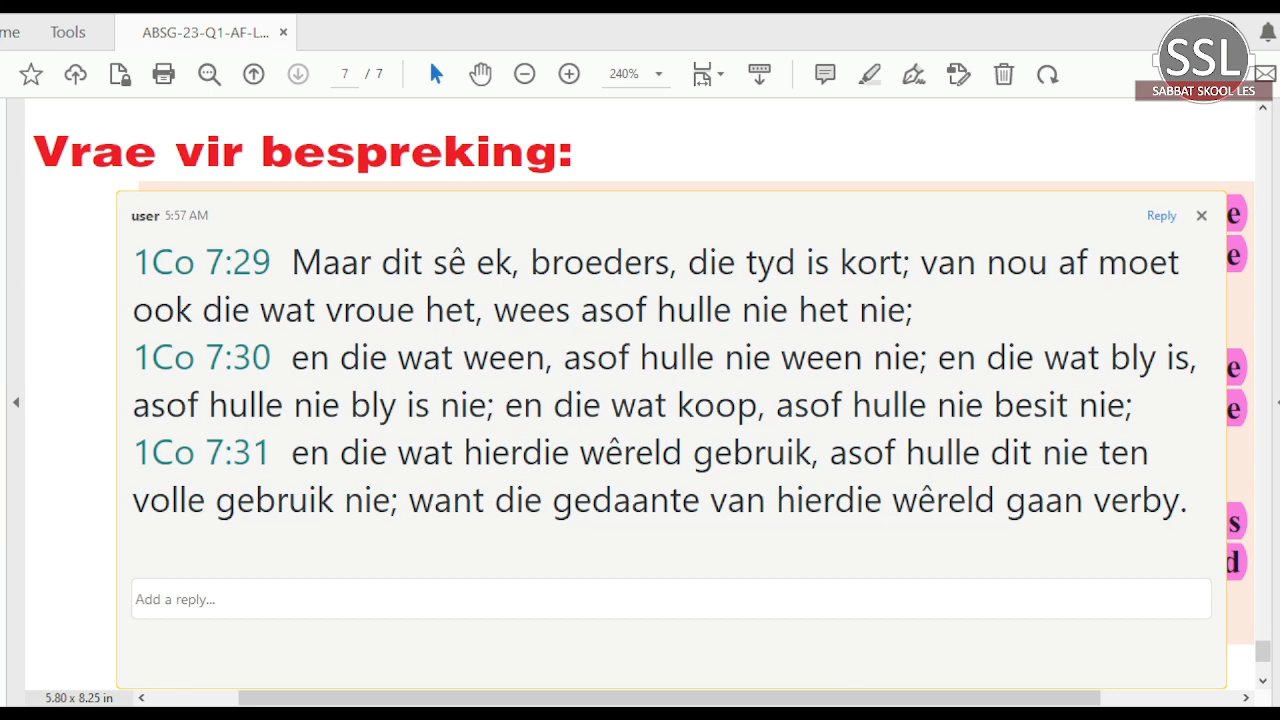 me Tools ABSG-23-Q1-AF-L... ×
SSL
SABBAT SKOOL LES
7 / 7 240%
Vrae vir bespreking:
user 5:57 AM Reply ×
1Co 7:29 Maar dit sê ek, broeders, die tyd is kort; van nou af moet
ook die wat vroue het, wees asof hulle nie het nie;
1Co 7:30 en die wat ween, asof hulle nie ween nie; en die wat bly is,
asof hulle nie bly is nie; en die wat koop, asof hulle nie besit nie;
1Co 7:31 en die wat hierdie wêreld gebruik, asof hulle dit nie ten
volle gebruik nie; want die gedaante van hierdie wêreld gaan verby.
Add a reply...
e
e
e
e
s
d
5.80 x 8.25 in